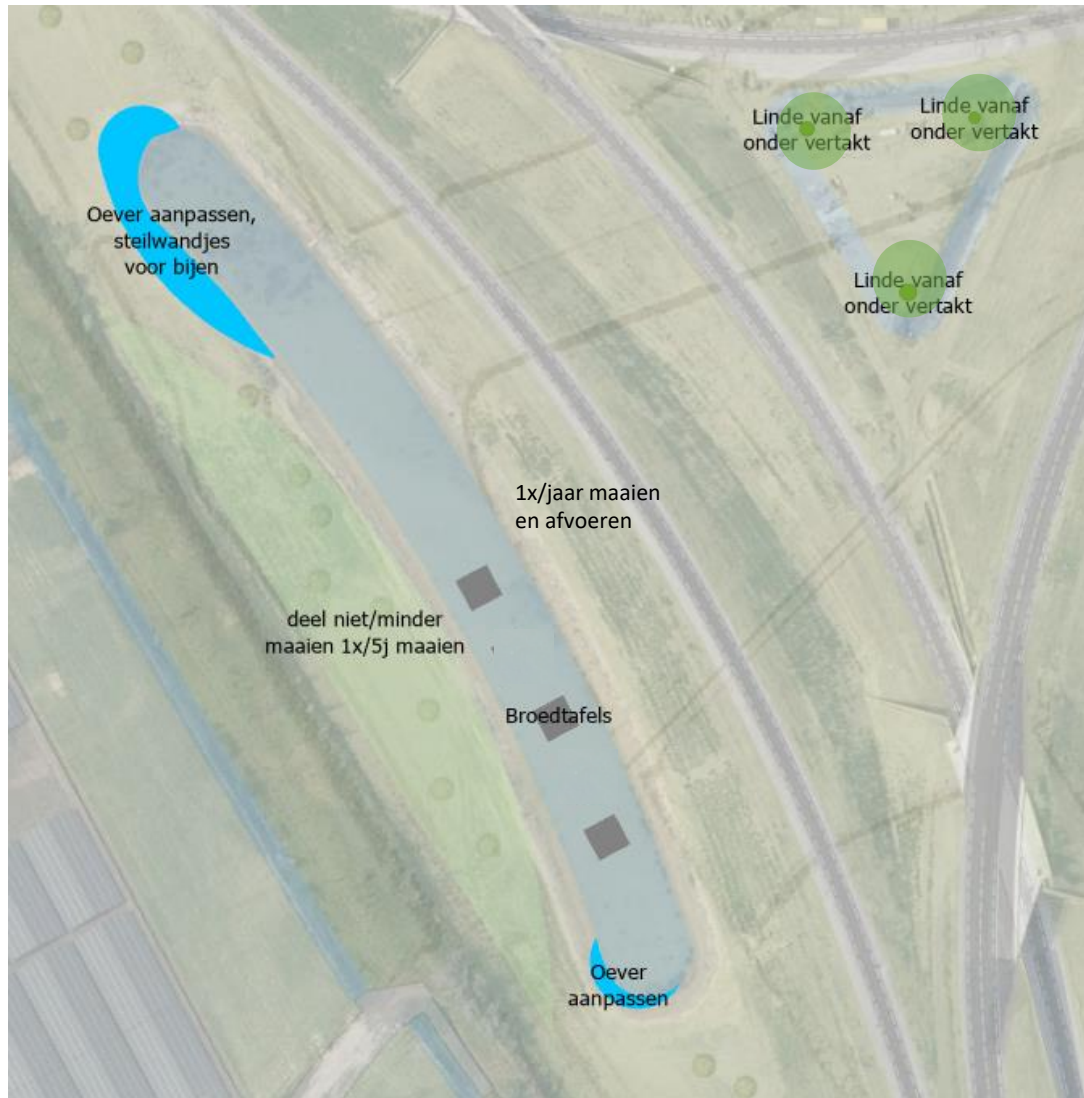 Linde vanaf
onder vertakt
Linde vanaf
onder vertakt
Oever aanpassen,
steilwandjes
voor bijen
Linde vanaf
onder vertakt
1x/jaar maaien
en afvoeren
deel niet/minder
maaien 1x/5j maaien
Broedtafels
Oever
aanpassen